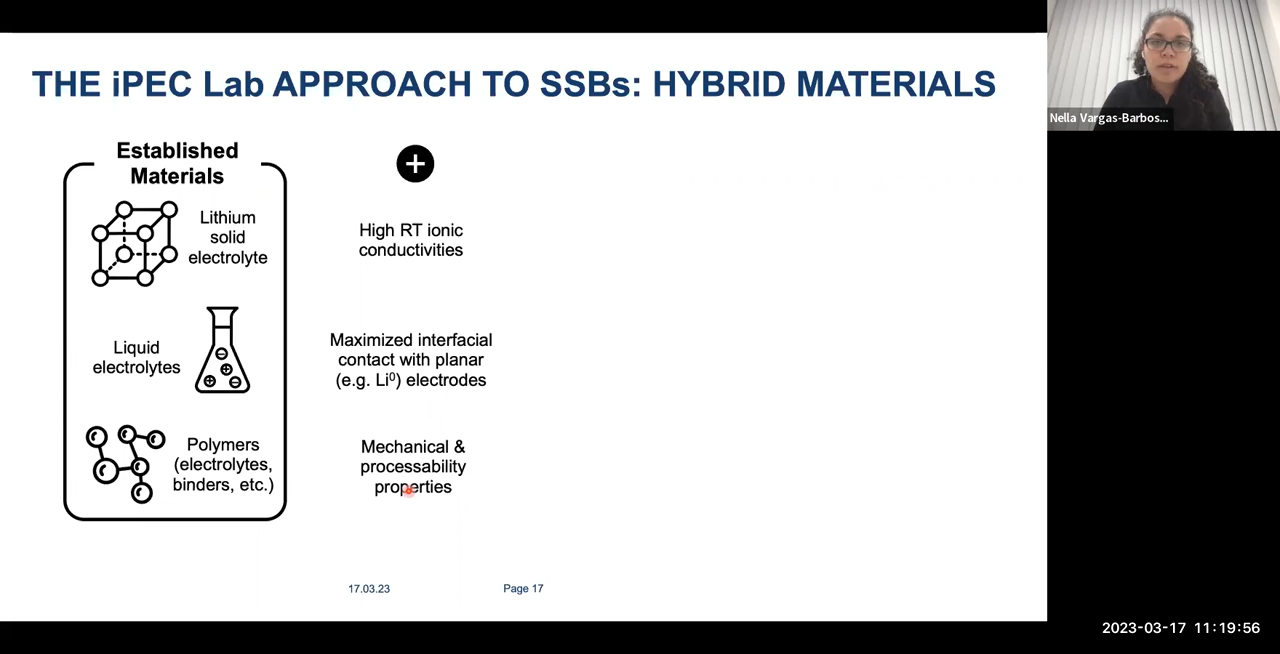 THE iPEC Lab APPROACH TO SSBs: HYBRID MATERIALS
Nella Vargas-Barbos...
Established
Materials
Lithium
solid
electrolyte
Liquid
electrolytes
Polymers
(electrolytes,
binders, etc.)
+
High RT ionic
conductivities
Maximized interfacial
contact with planar
(e.g. Li⁰) electrodes
Mechanical &
processability
properties
17.03.23
Page 17
2023-03-17 11:19:56